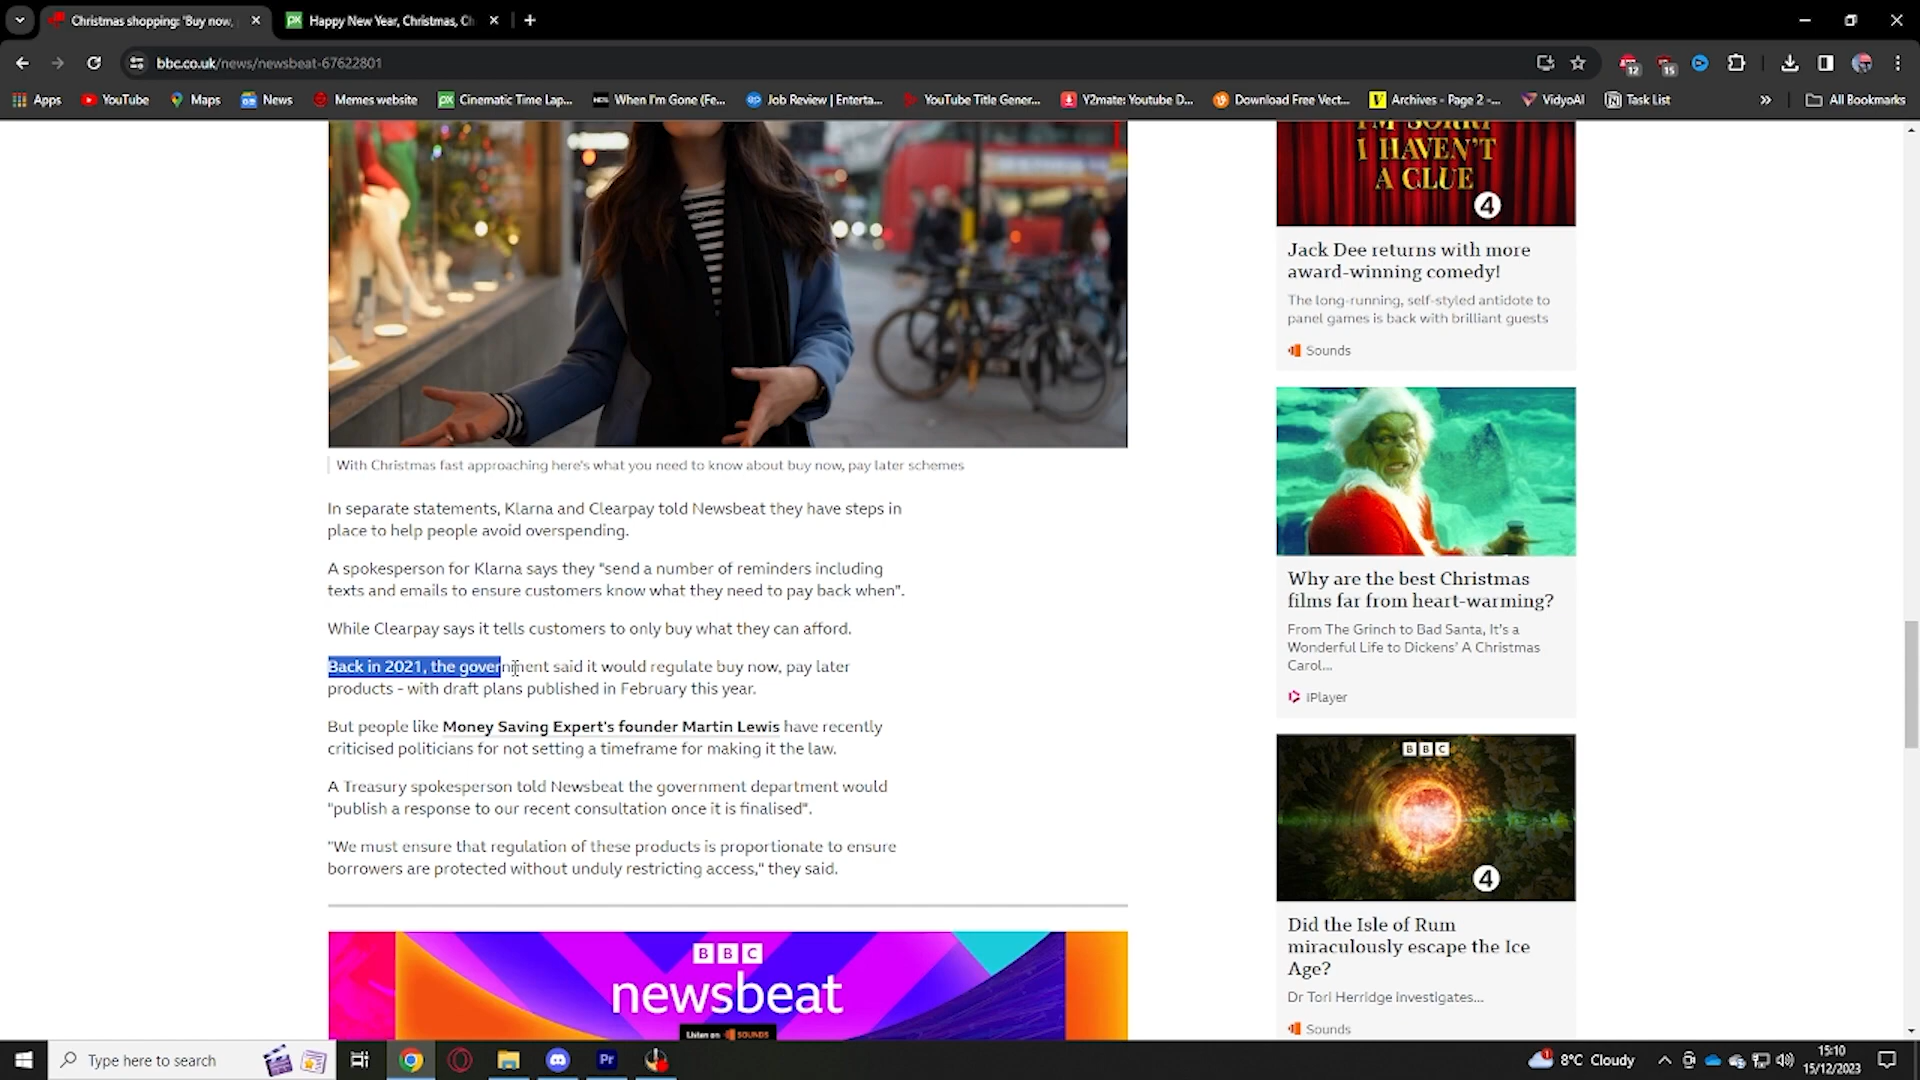 Christmas shopping: 'Buy now,
Happy New Year, Christmas, Ch
bbc.co.uk/news/newsbeat-67622801
12
15
Apps
YouTube
Maps
News
Memes website
Cinematic Time Lap...
When I'm Gone (Fe...
Job Review | Enterta...
YouTube Title Gener...
Y2mate: Youtube D...
Download Free Vect...
Archives - Page 2 -...
VidyoAI
Task List
All Bookmarks
With Christmas fast approaching here's what you need to know about buy now, pay later schemes
In separate statements, Klarna and Clearpay told Newsbeat they have steps in
place to help people avoid overspending.
A spokesperson for Klarna says they "send a number of reminders including
texts and emails to ensure customers know what they need to pay back when".
While Clearpay says it tells customers to only buy what they can afford.
Back in 2021, the government said it would regulate buy now, pay later
products - with draft plans published in February this year.
But people like Money Saving Expert's founder Martin Lewis have recently
criticised politicians for not setting a timeframe for making it the law.
A Treasury spokesperson told Newsbeat the government department would
"publish a response to our recent consultation once it is finalised".
"We must ensure that regulation of these products is proportionate to ensure
borrowers are protected without unduly restricting access," they said.
BBC
newsbeat
Listen on SOUNDS
I'M SORRY
I HAVEN'T
A CLUE
4
Jack Dee returns with more
award-winning comedy!
The long-running, self-styled antidote to
panel games is back with brilliant guests
Sounds
Why are the best Christmas
films far from heart-warming?
From The Grinch to Bad Santa, It's a
Wonderful Life to Dickens' A Christmas
Carol...
iPlayer
BBC
4
Did the Isle of Rum
miraculously escape the Ice
Age?
Dr Tori Herridge investigates...
Sounds
Type here to search
Pr
8°C Cloudy
15:10
15/12/2023